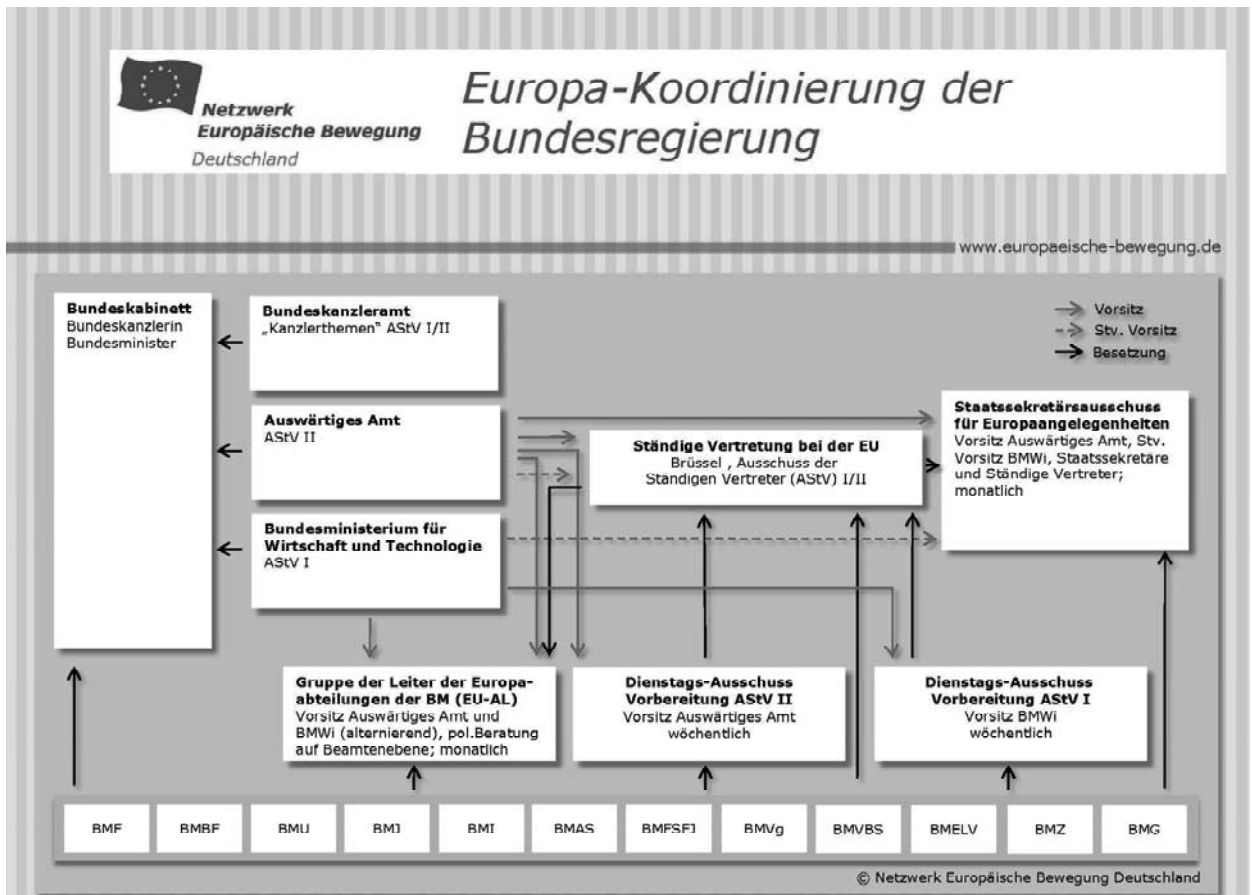 Netzwerk
Europäische Bewegung
Deutschland
Europa-Koordinierung der
Bundesregierung
www.europaeische-bewegung.de
Bundeskabinett
Bundeskanzlerin
Bundesminister
Bundeskanzleramt
„Kanzlerthemen“ AStV I/II
Auswärtiges Amt
AStV II
Bundesministerium für
Wirtschaft und Technologie
AStV I
Vorsitz
Stv. Vorsitz
Besetzung
Ständige Vertretung bei der EU
Brüssel , Ausschuss der
Ständigen Vertreter (AStV) I/II
Staatssekretärsausschuss
für Europaangelegenheiten
Vorsitz Auswärtiges Amt, Stv.
Vorsitz BMWi, Staatssekretäre
und Ständige Vertreter;
monatlich
Gruppe der Leiter der Europa-
abteilungen der BM (EU-AL)
Vorsitz Auswärtiges Amt und
BMWi (alternierend), pol.Beratung
auf Beamtenebene; monatlich
Dienstags-Ausschuss
Vorbereitung AStV II
Vorsitz Auswärtiges Amt
wöchentlich
Dienstags-Ausschuss
Vorbereitung AStV I
Vorsitz BMWi
wöchentlich
BMF
BMBF
BMU
BMJ
BMI
BMAS
BMFSFJ
BMVg
BMVBS
BMELV
BMZ
BMG
© Netzwerk Europäische Bewegung Deutschland